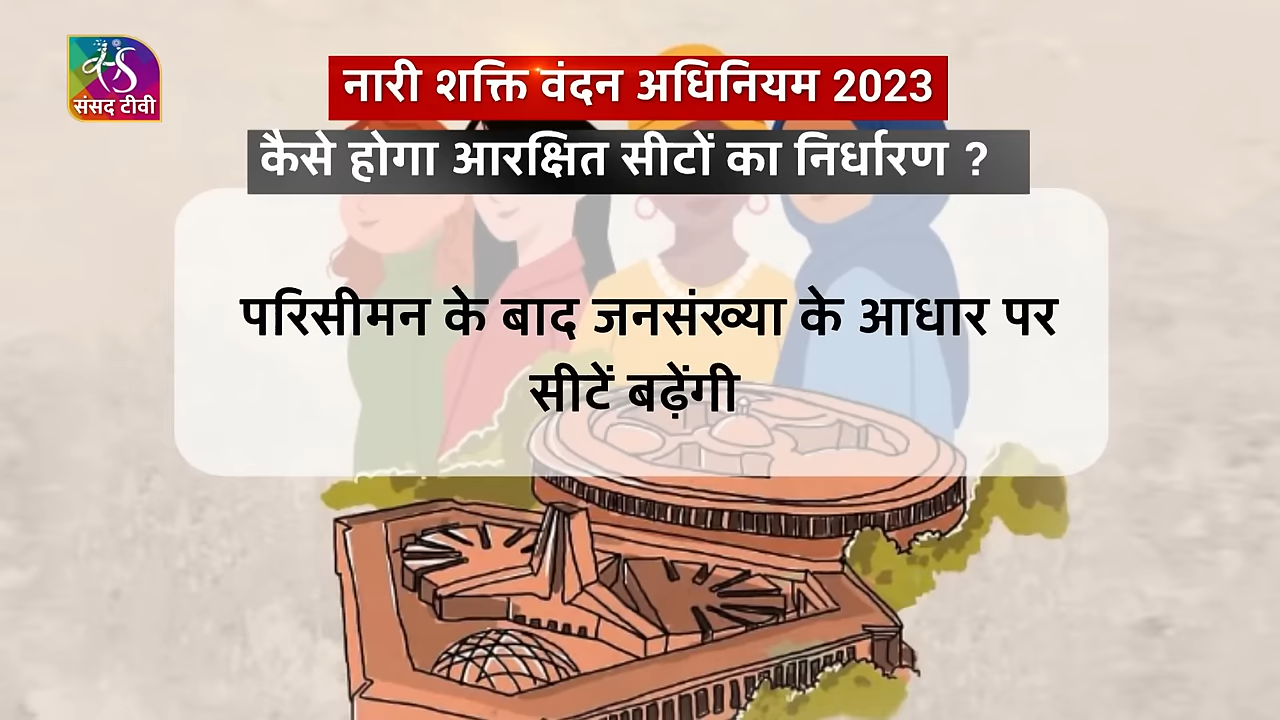 संसद टीवी
नारी शक्ति वंदन अधिनियम 2023
कैसे होगा आरक्षित सीटों का निर्धारण ?
परिसीमन के बाद जनसंख्या के आधार पर
सीटें बढ़ेंगी